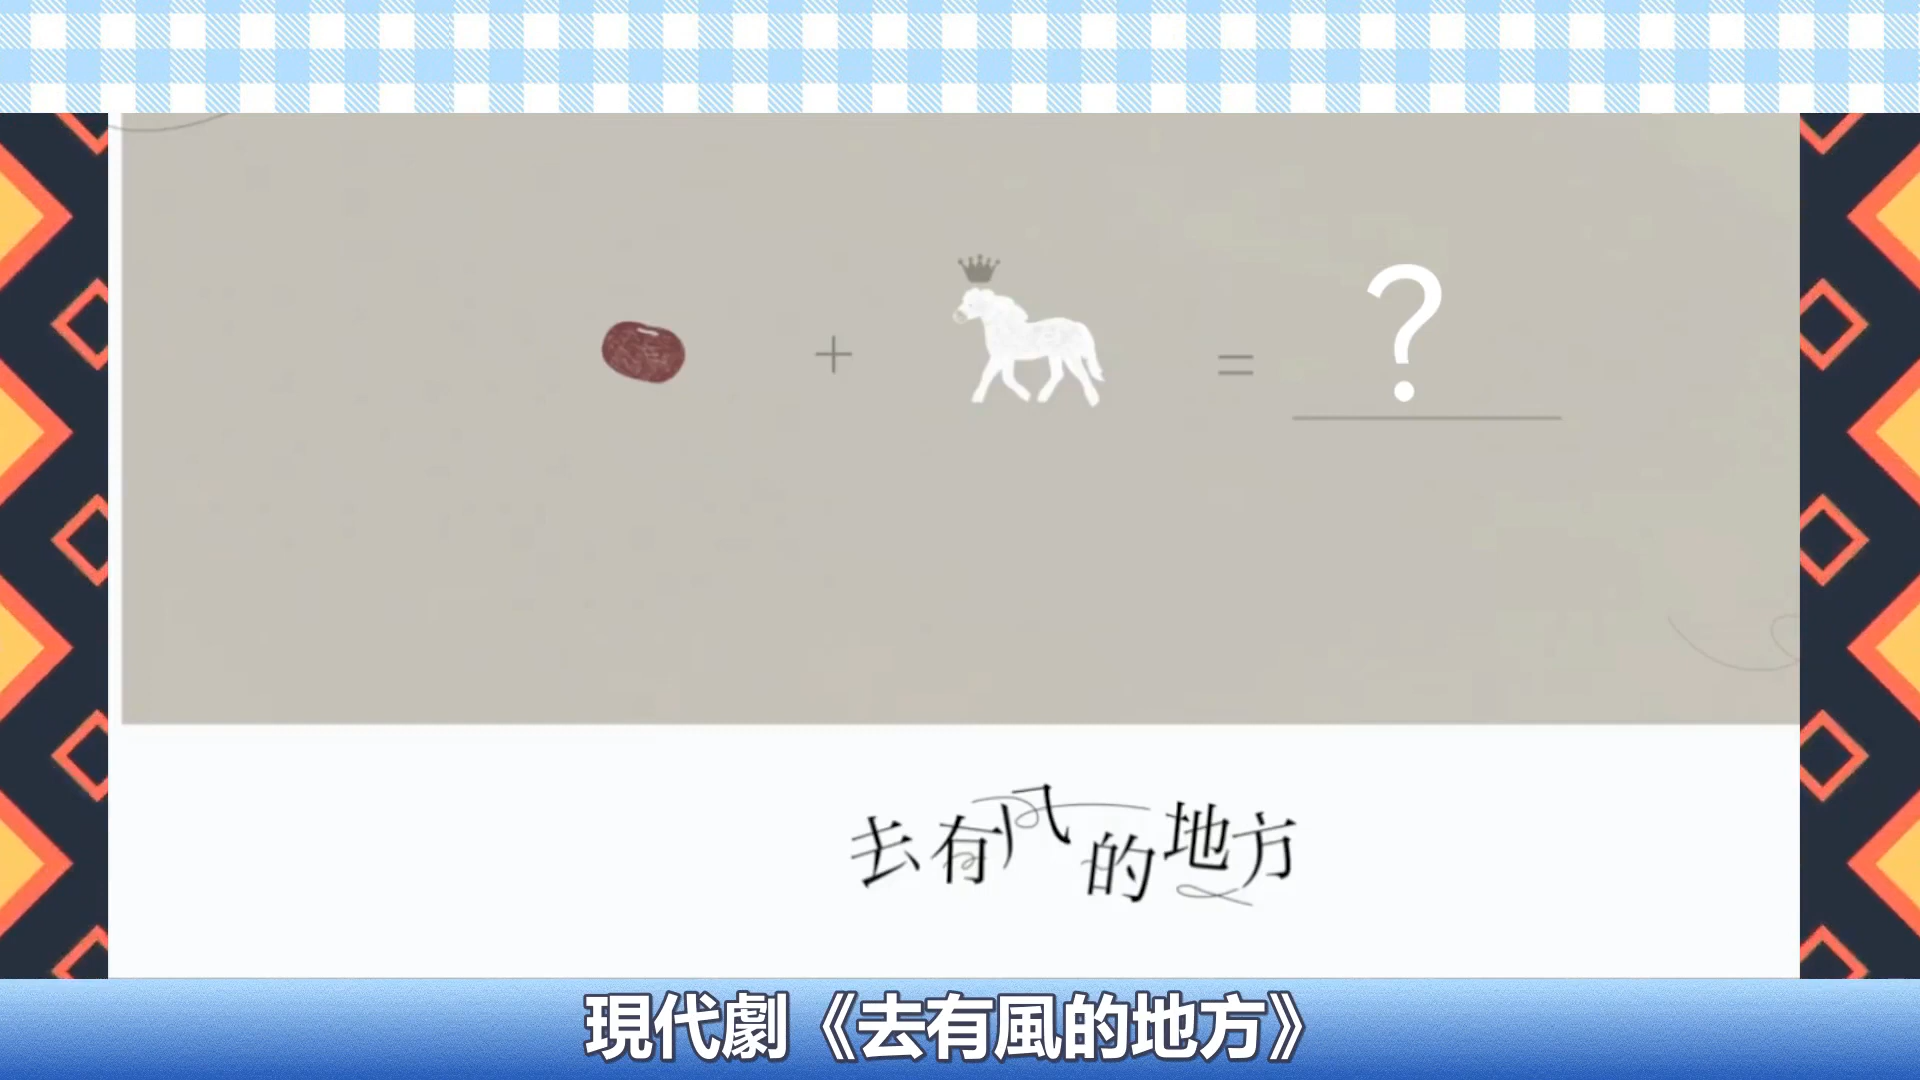 + = ?
去有风的地方
現代劇《去有風的地方》